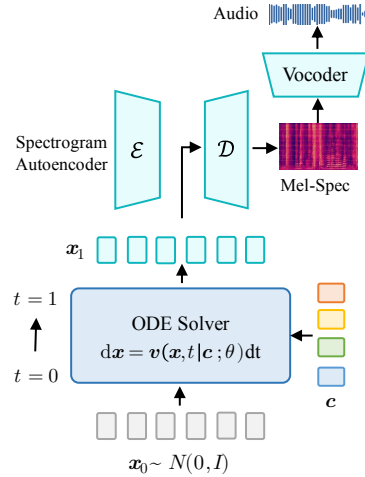 Audio
Vocoder
Spectrogram
Autoencoder
ℰ
𝒟
Mel-Spec
x₁
t = 1
ODE Solver
dx = v(x,t|c ;θ)dt
t = 0
c
x₀ ~ N(0, I)